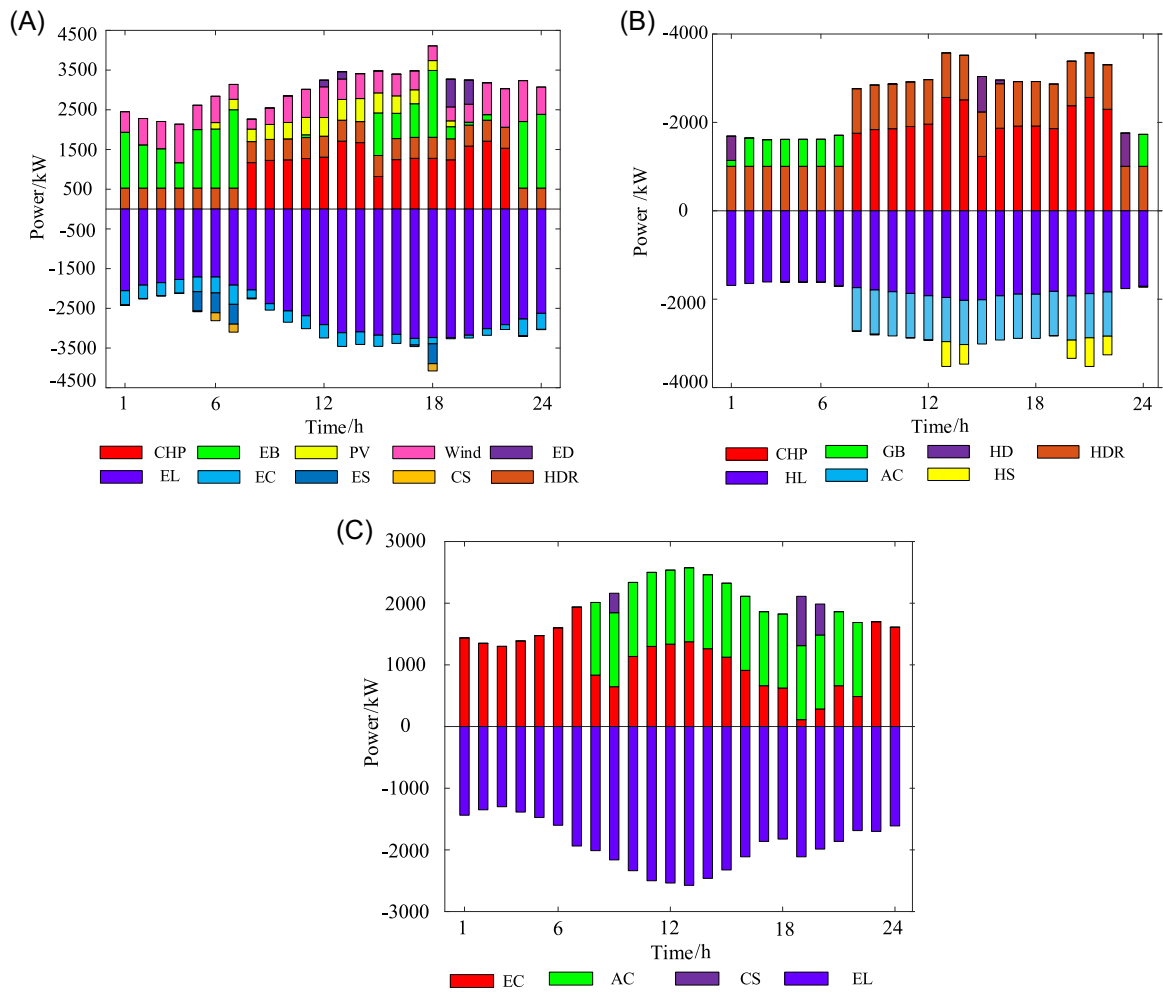 (A)
4500
3500
2500
1500
500
-500
-1500
-2500
-3500
-4500
Power/kW
1 6 12 18 24
Time/h
CHP EB PV Wind ED
EL EC ES CS HDR
(B)
-4000
-2000
0
-2000
-4000
Power /kW
1 6 12 18 24
Time/h
CHP GB HD HDR
HL AC HS
(C)
3000
2000
1000
0
-1000
-2000
-3000
Power/kW
1 6 12 18 24
Time/h
EC AC CS EL